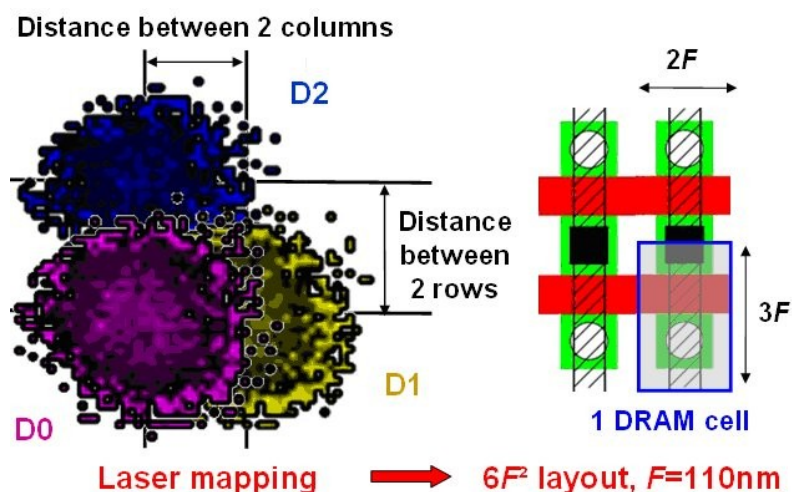 Distance between 2 columns
D2
2F
Distance
between
2 rows
3F
D1
D0
1 DRAM cell
Laser mapping
6F² layout, F=110nm